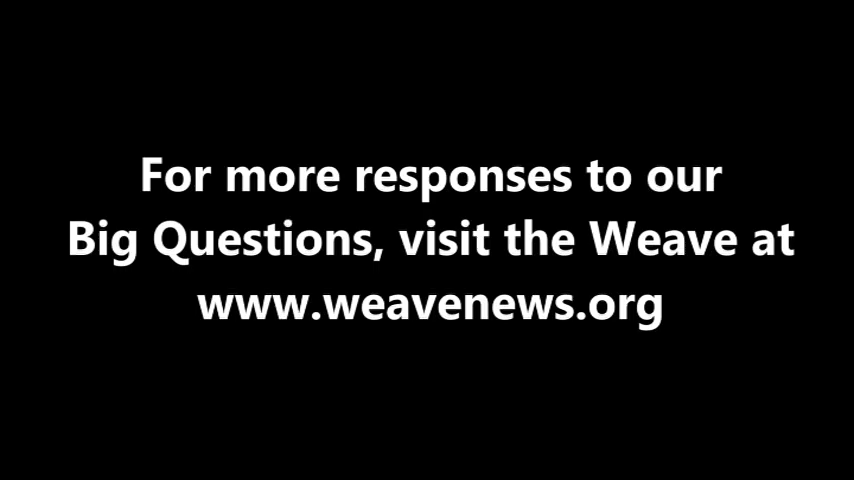 For more responses to our
Big Questions, visit the Weave at
www.weavenews.org